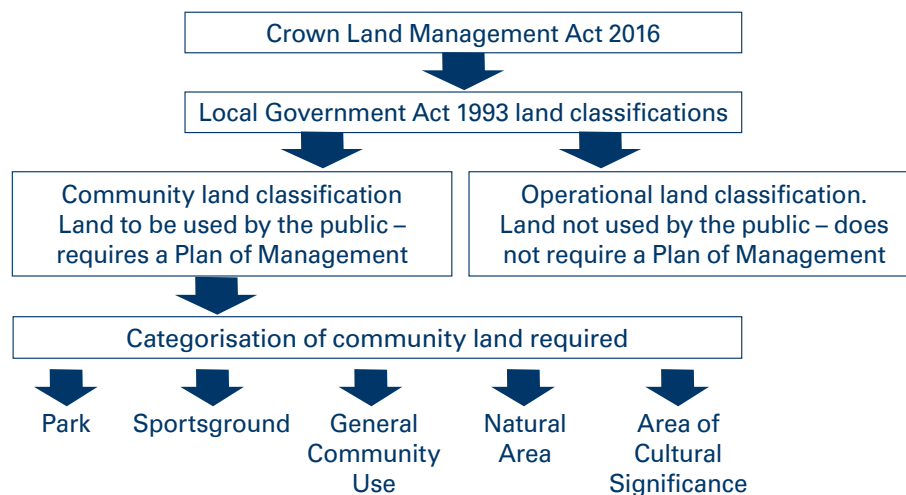 Crown Land Management Act 2016
Local Government Act 1993 land classifications
Community land classification
Land to be used by the public –
requires a Plan of Management
Operational land classification.
Land not used by the public – does
not require a Plan of Management
Categorisation of community land required
Park
Sportsground
General
Community
Use
Natural
Area
Area of
Cultural
Significance